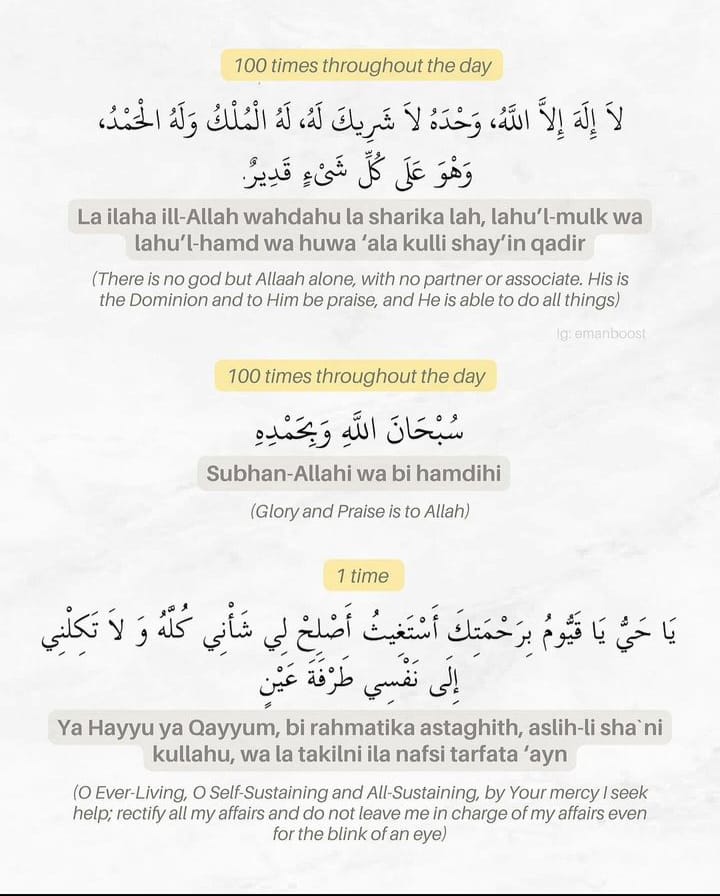 100 times throughout the day
لاَ إِلَهَ إِلاَّ اللَّهُ، وَحْدَهُ لاَ شَرِيكَ لَهُ، لَهُ الْمُلْكُ وَلَهُ الْحَمْدُ،
وَهْوَ عَلَى كُلِّ شَىْءٍ قَدِيرٌ.
La ilaha ill-Allah wahdahu la sharika lah, lahu’l-mulk wa
lahu’l-hamd wa huwa ‘ala kulli shay’in qadir
(There is no god but Allaah alone, with no partner or associate. His is
the Dominion and to Him be praise, and He is able to do all things)
Ig: emanboost
100 times throughout the day
سُبْحَانَ اللَّهِ وَبِحَمْدِهِ
Subhan-Allahi wa bi hamdihi
(Glory and Praise is to Allah)
1 time
يَا حَيُّ يَا قَيُّومُ بِرَحْمَتِكَ أَسْتَغِيثُ أَصْلِحْ لِي شَأْنِي كُلَّهُ وَ لاَ تَكِلْنِي
إِلَى نَفْسِي طَرْفَةَ عَيْنٍ
Ya Hayyu ya Qayyum, bi rahmatika astaghith, aslih-li sha`ni
kullahu, wa la takilni ila nafsi tarfata ‘ayn
(O Ever-Living, O Self-Sustaining and All-Sustaining, by Your mercy I seek
help; rectify all my affairs and do not leave me in charge of my affairs even
for the blink of an eye)